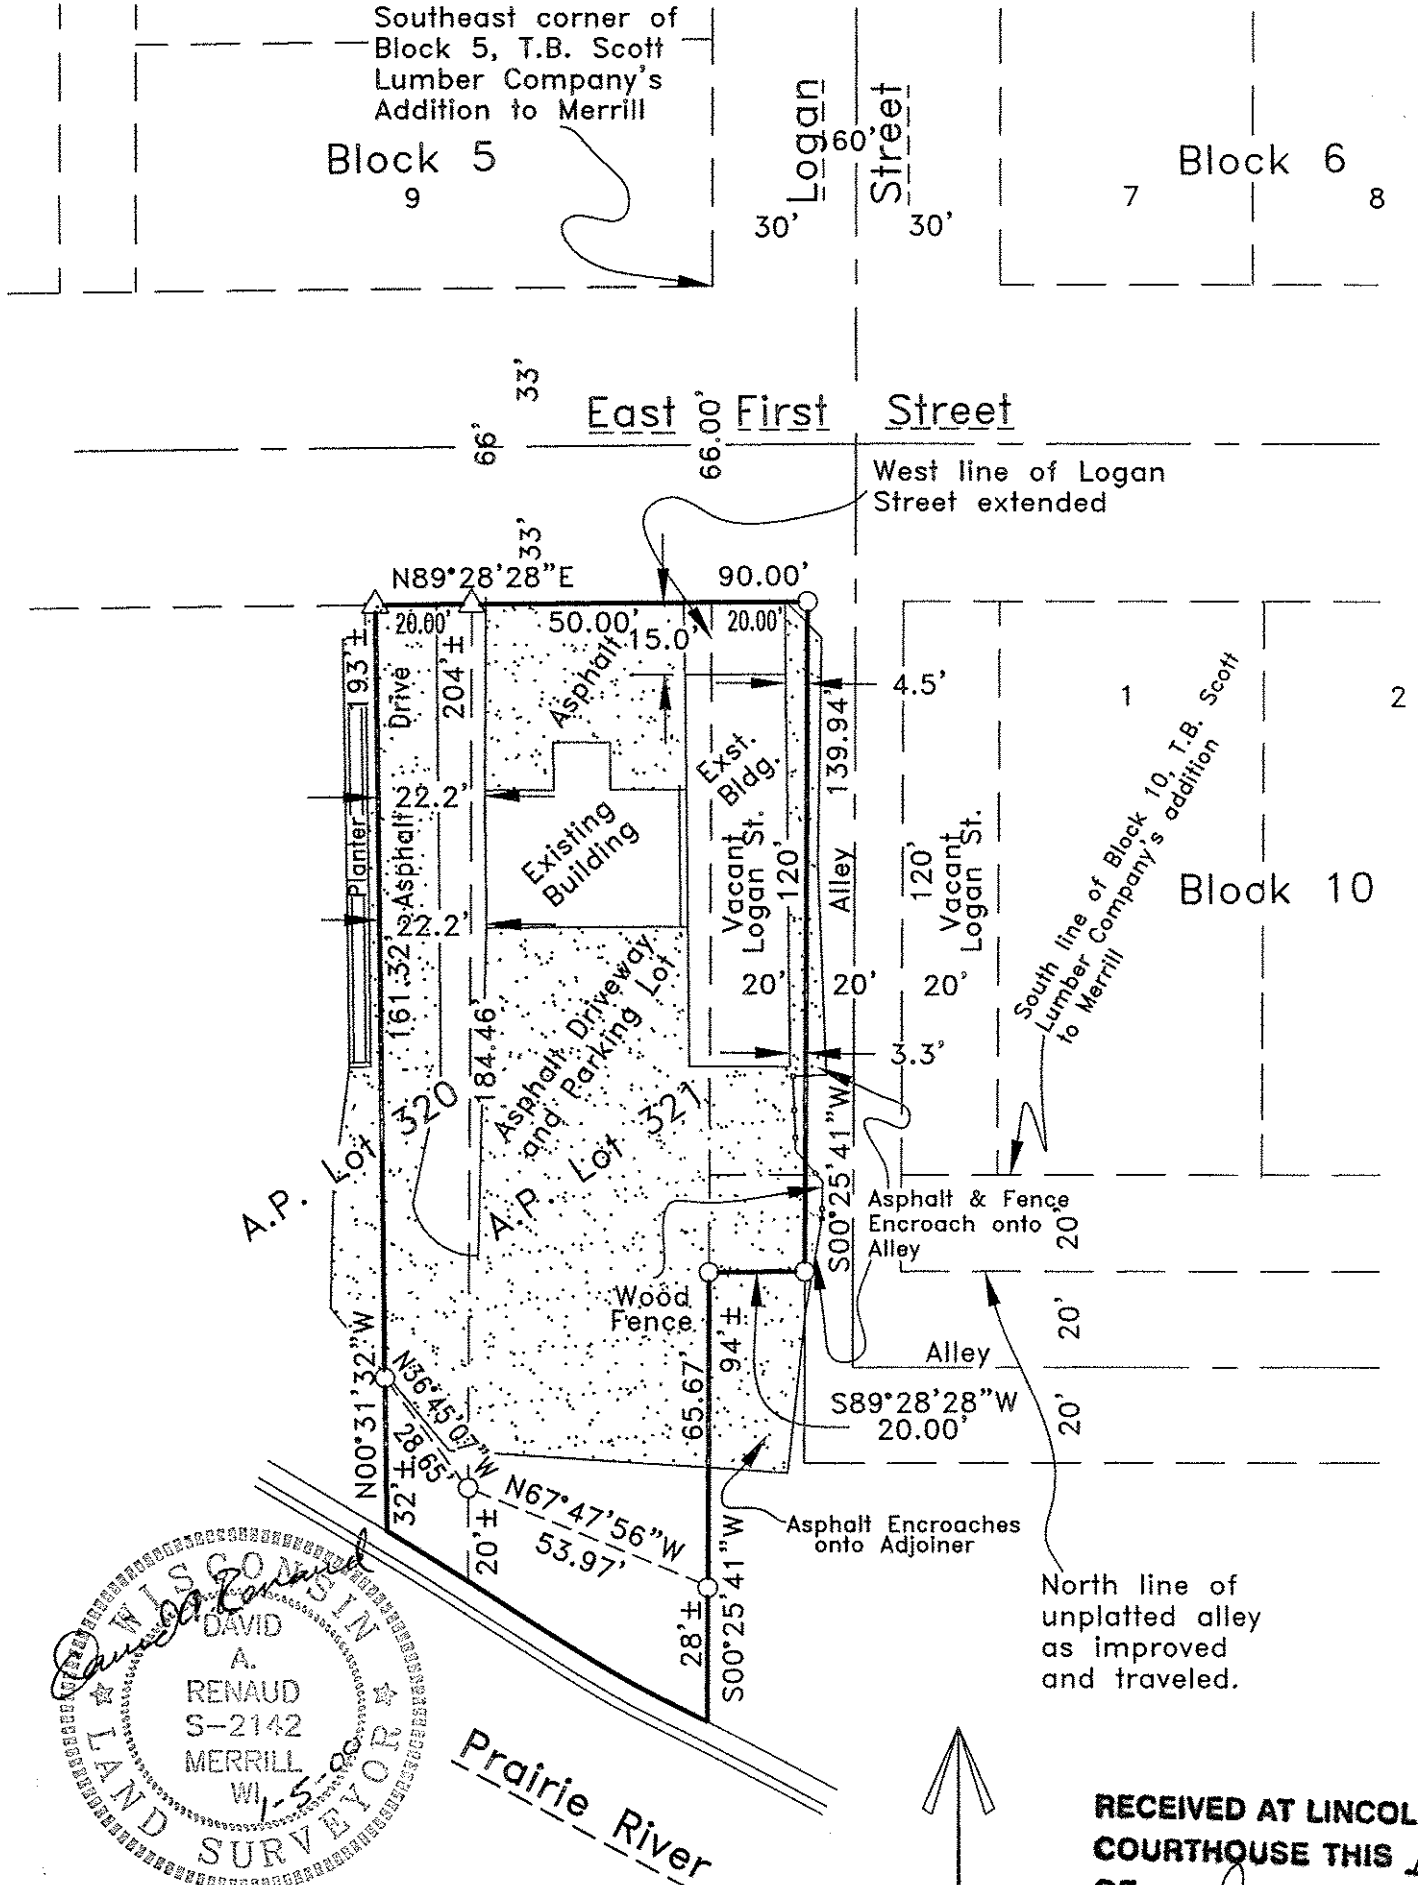 Southeast corner of
Block 5, T.B. Scott
Lumber Company's
Addition to Merrill
Block 5
9
Logan
Street
60'
30'
30'
Block 6
7
8
33'
66'
66.00'
East First Street
West line of Logan
Street extended
33'
N89°28'28"E
90.00'
20.00'
50.00'
20.00'
15.0'
193'±
Drive
204'±
Asphalt
4.5'
139.94'
1
2
Exst.
Bldg.
22.2'
Planter
Asphalt
Existing
Building
Vacant
Logan St.
120'
Alley
120'
Vacant
Logan St.
South line of Block 10, T.B. Scott
Lumber Company's addition
to Merrill
Block 10
22.2'
161.32'
184.46'
Asphalt Driveway
and Parking Lot
20'
20'
20'
3.3'
A.P. Lot 320
A.P. Lot 321
S00°25'41"W
Asphalt & Fence
Encroach onto
Alley
20'
Wood
Fence
94'±
65.67'
20'
Alley
S89°28'28"W
20.00'
20'
N00°31'32"W
N36°45'07"W
28.65'
32'±
N67°47'56"W
53.97'
20'±
Asphalt Encroaches
onto Adjoiner
S00°25'41"W
28'±
North line of
unplatted alley
as improved
and traveled.
David A. Renaud
WISCONSIN
DAVID
A.
RENAUD
S-2142
MERRILL
WI
1-5-00
LAND SURVEYOR
Prairie River
RECEIVED AT LINCOL
COURTHOUSE THIS
OF